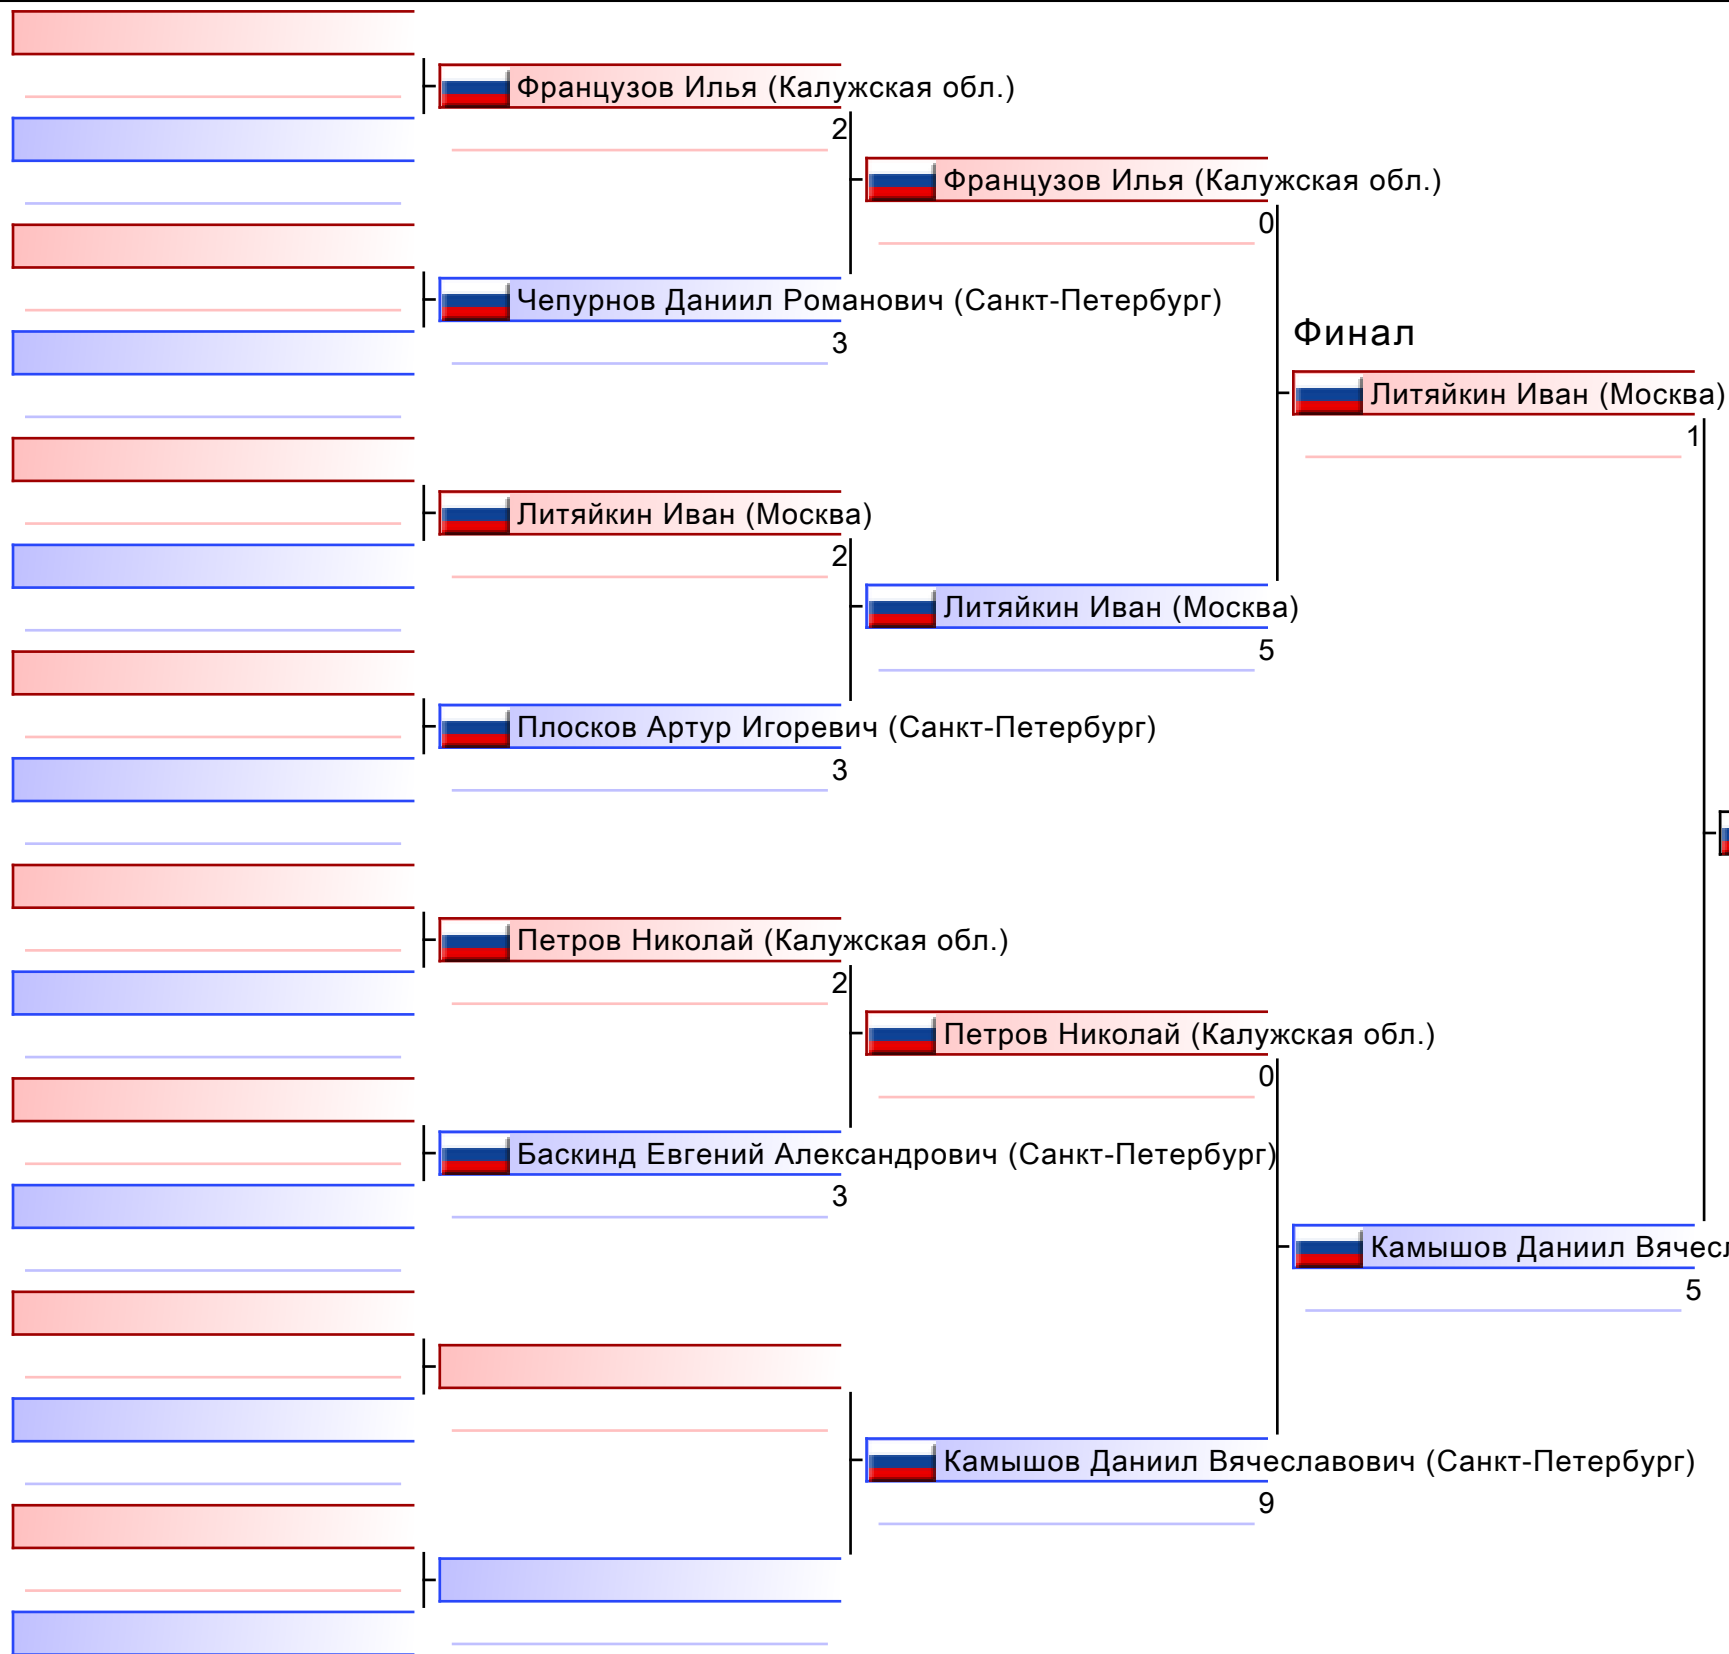 Французов Илья (Калужская обл.)
2
Французов Илья (Калужская обл.)
0
Чепурнов Даниил Романович (Санкт-Петербург)
3
Финал
Литяйкин Иван (Москва)
1
Литяйкин Иван (Москва)
2
Литяйкин Иван (Москва)
5
Плосков Артур Игоревич (Санкт-Петербург)
3
Петров Николай (Калужская обл.)
2
Петров Николай (Калужская обл.)
0
Баскинд Евгений Александрович (Санкт-Петербург)
3
Камышов Даниил
5
Камышов Даниил Вячеславович (Санкт-Петербург)
9